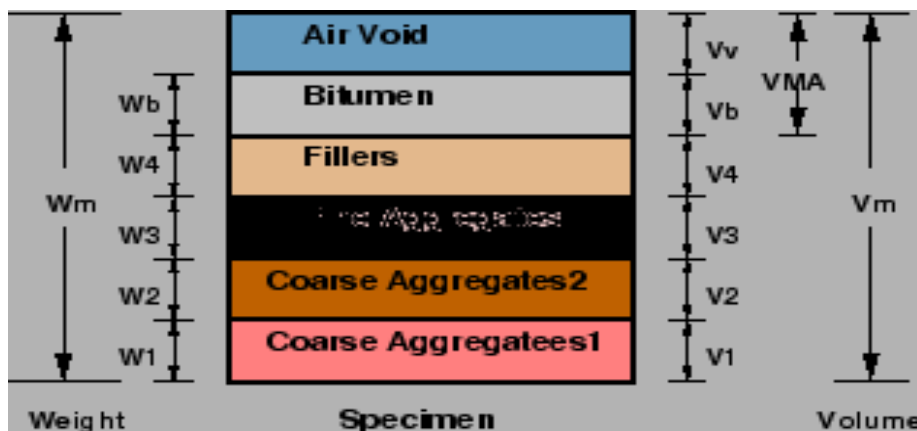 Air Void
Vv
VMA
Wb
Bitumen
Vb
W4
Fillers
V4
Wm
Vm
W3
V3
W2
Coarse Aggregates2
V2
W1
Coarse Aggregatees1
V1
Weight
Specimen
Volume